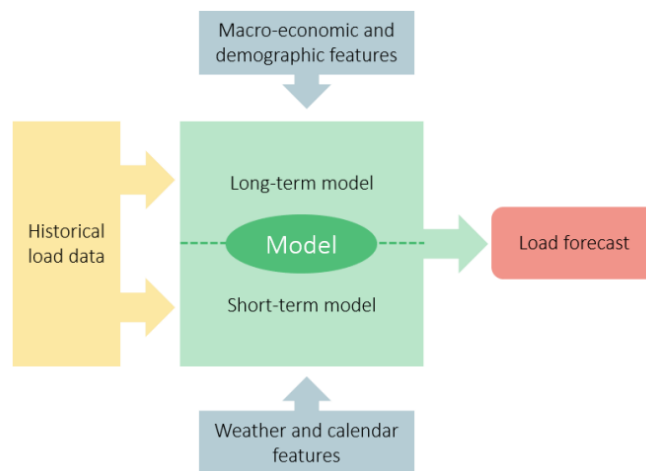 Macro-economic and
demographic features
Long-term model
Historical
load data
Model
Load forecast
Short-term model
Weather and calendar
features